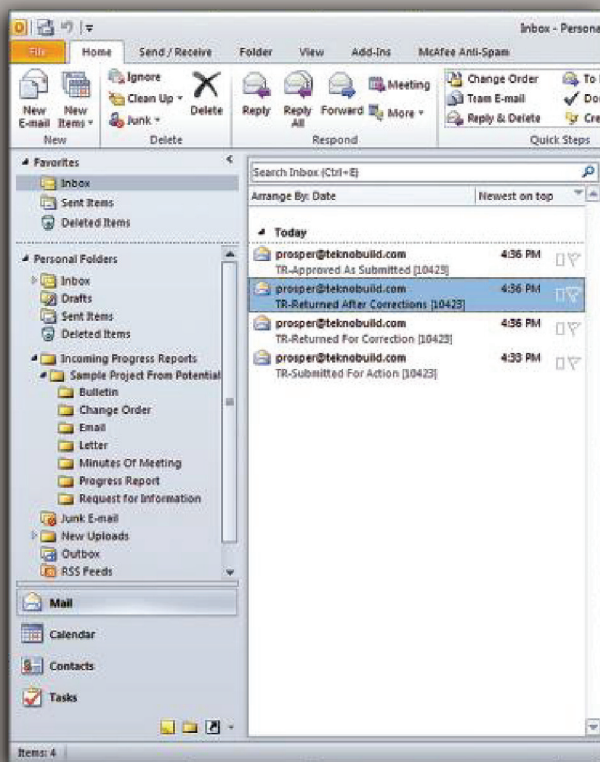 Inbox - Persona
File Home Send / Receive Folder View Add-Ins McAfee Anti-Spam
New E-mail
New Items
Ignore
Clean Up
Junk
Delete
Reply
Reply All
Forward
Meeting
More
Change Order
Team E-mail
Reply & Delete
To
Do
Cre
New Delete Respond Quick Steps
Favorites
Inbox
Sent Items
Deleted Items
Personal Folders
Inbox
Drafts
Sent Items
Deleted Items
Incoming Progress Reports
Sample Project From Potential
Bulletin
Change Order
Email
Letter
Minutes Of Meeting
Progress Report
Request for Information
Junk E-mail
New Uploads
Outbox
RSS Feeds
Mail
Calendar
Contacts
Tasks
Items: 4
Search Inbox (Ctrl+E)
Arrange By: Date Newest on top
Today
prosper@teknobuild.com 4:36 PM
TR-Approved As Submitted [10423]
prosper@teknobuild.com 4:36 PM
TR-Returned After Corrections [10423]
prosper@teknobuild.com 4:36 PM
TR-Returned For Correction [10423]
prosper@teknobuild.com 4:33 PM
TR-Submitted For Action [10423]